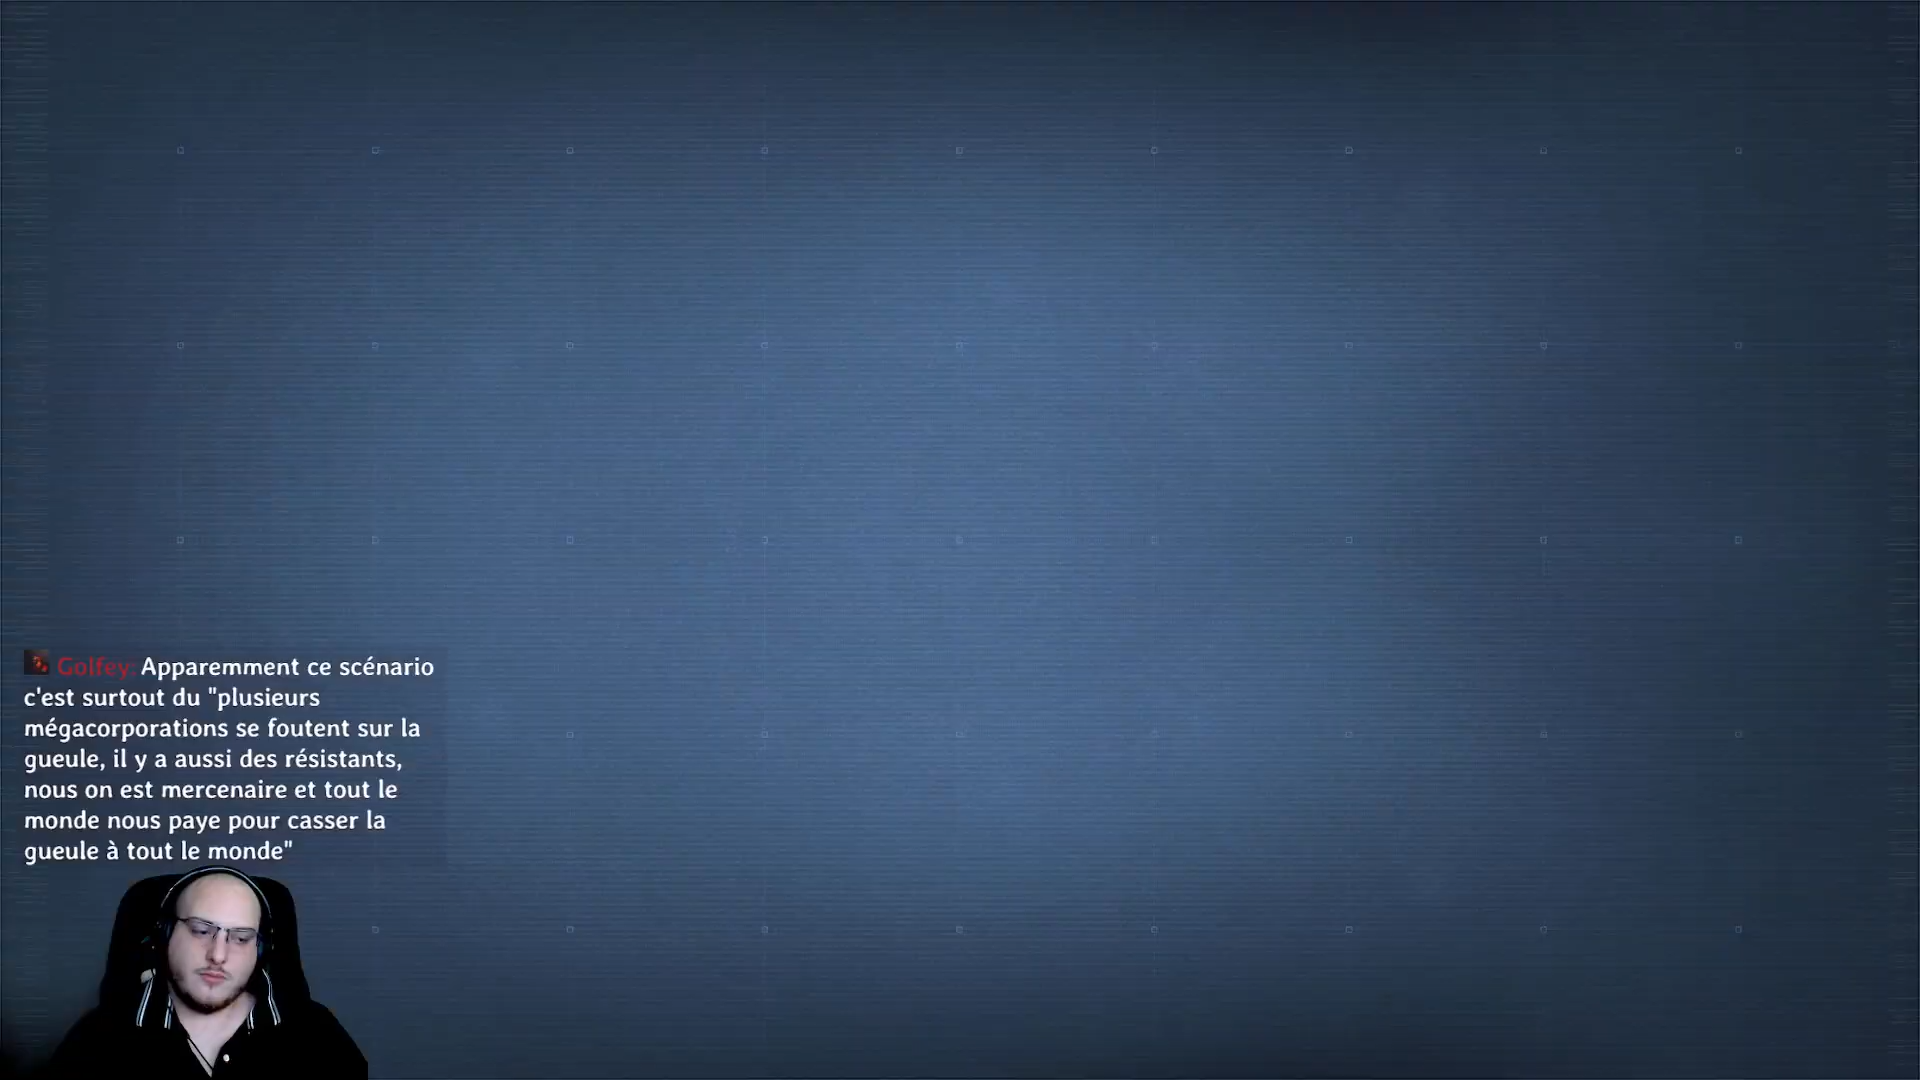 Golfey: Apparemment ce scénario
c'est surtout du "plusieurs
mégacorporations se foutent sur la
gueule, il y a aussi des résistants,
nous on est mercenaire et tout le
monde nous paye pour casser la
gueule à tout le monde"